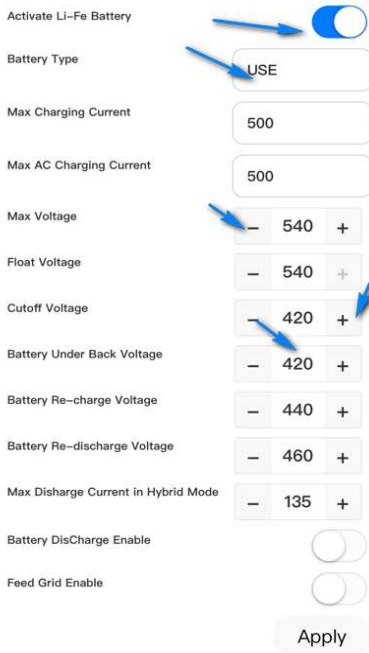 Activate Li-Fe Battery
Battery Type
USE
Max Charging Current
500
Max AC Charging Current
500
Max Voltage
− 540 +
Float Voltage
− 540 +
Cutoff Voltage
− 420 +
Battery Under Back Voltage
− 420 +
Battery Re-charge Voltage
− 440 +
Battery Re-discharge Voltage
− 460 +
Max Disharge Current in Hybrid Mode
− 135 +
Battery DisCharge Enable
Feed Grid Enable
Apply